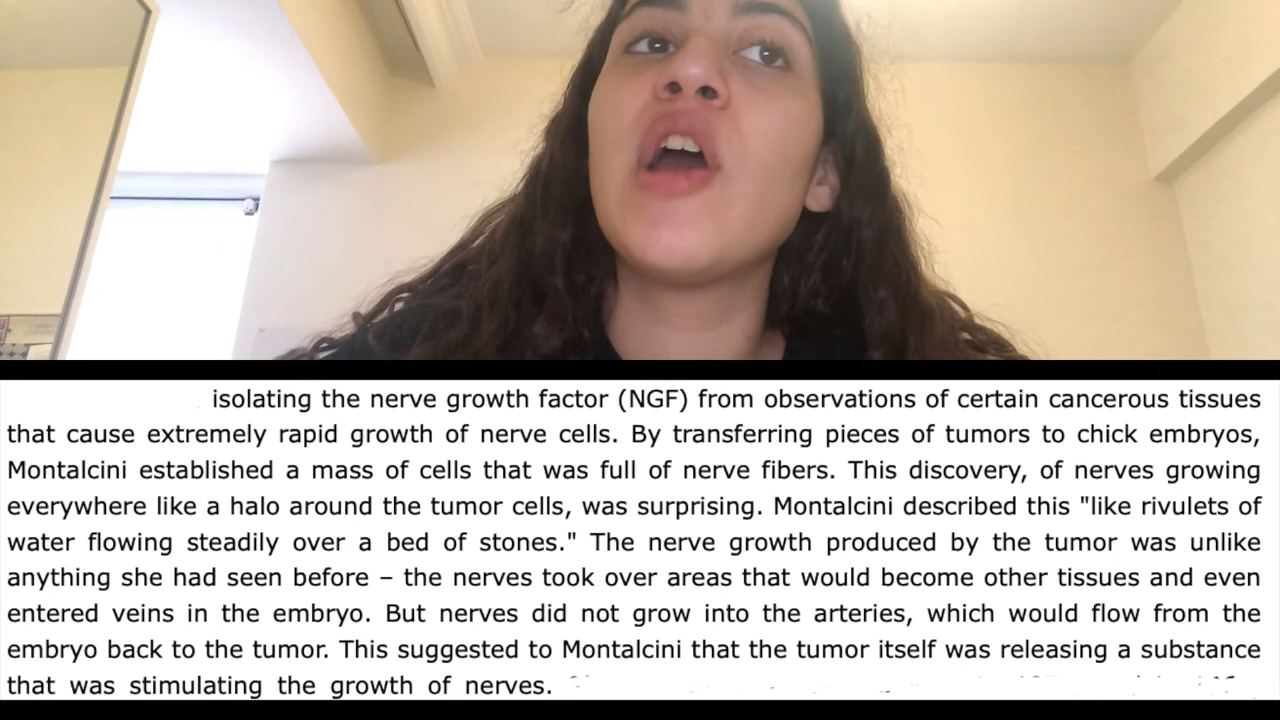 isolating the nerve growth factor (NGF) from observations of certain cancerous tissues
that cause extremely rapid growth of nerve cells. By transferring pieces of tumors to chick embryos,
Montalcini established a mass of cells that was full of nerve fibers. This discovery, of nerves growing
everywhere like a halo around the tumor cells, was surprising. Montalcini described this "like rivulets of
water flowing steadily over a bed of stones." The nerve growth produced by the tumor was unlike
anything she had seen before – the nerves took over areas that would become other tissues and even
entered veins in the embryo. But nerves did not grow into the arteries, which would flow from the
embryo back to the tumor. This suggested to Montalcini that the tumor itself was releasing a substance
that was stimulating the growth of nerves.